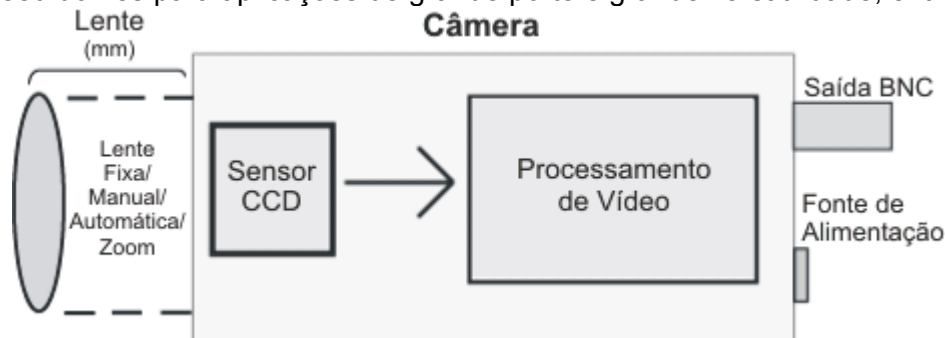 Câmera
Lente
(mm)
Lente
Fixa/
Manual/
Automática/
Zoom
Sensor
CCD
Processamento
de Vídeo
Saída BNC
Fonte de
Alimentação